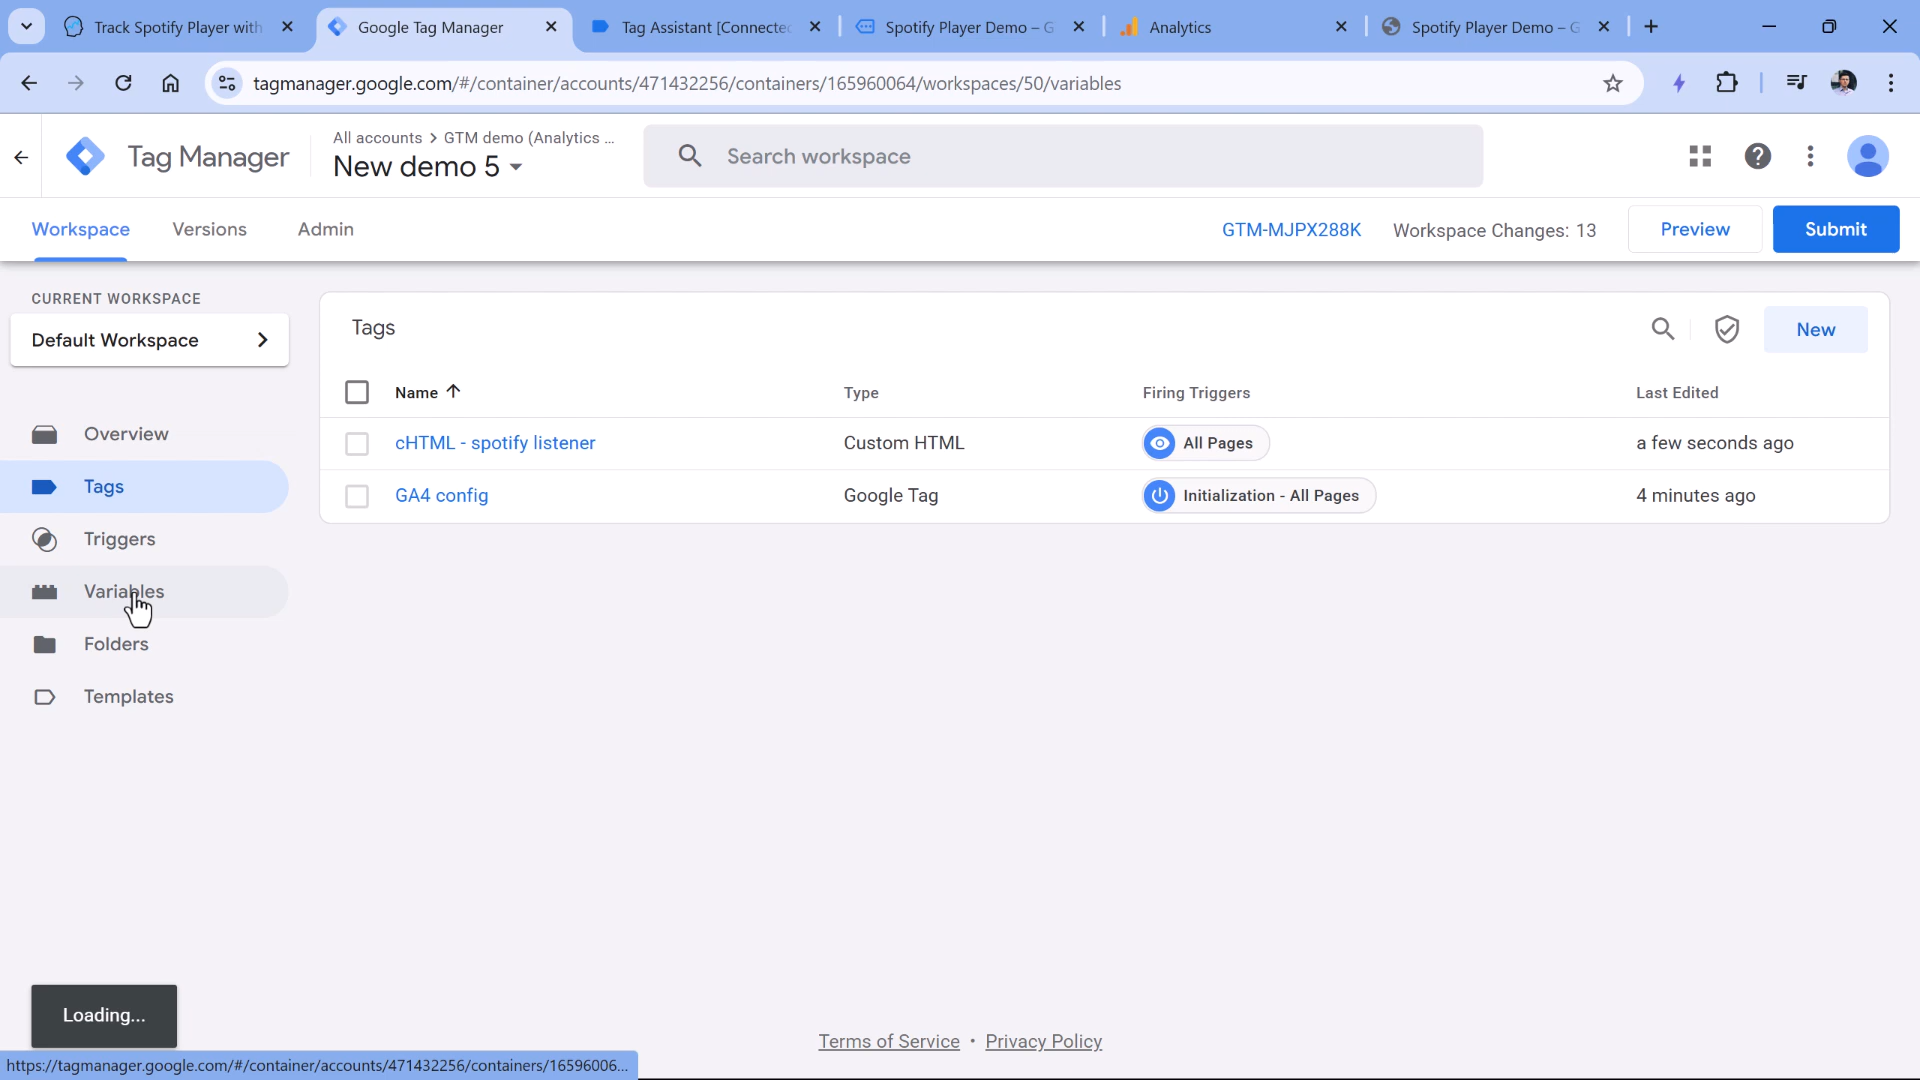 Track Spotify Player with
Google Tag Manager
Tag Assistant [Connecte
Spotify Player Demo – G
Analytics
Spotify Player Demo – G
tagmanager.google.com/#/container/accounts/471432256/containers/165960064/workspaces/50/variables
Tag Manager
All accounts > GTM demo (Analytics ...
New demo 5
Search workspace
Workspace
Versions
Admin
GTM-MJPX288K
Workspace Changes: 13
Preview
Submit
CURRENT WORKSPACE
Default Workspace
Overview
Tags
Triggers
Variables
Folders
Templates
Tags
New
Name
Type
Firing Triggers
Last Edited
cHTML - spotify listener
Custom HTML
All Pages
a few seconds ago
GA4 config
Google Tag
Initialization - All Pages
4 minutes ago
Loading...
Terms of Service • Privacy Policy
https://tagmanager.google.com/#/container/accounts/471432256/containers/16596006...